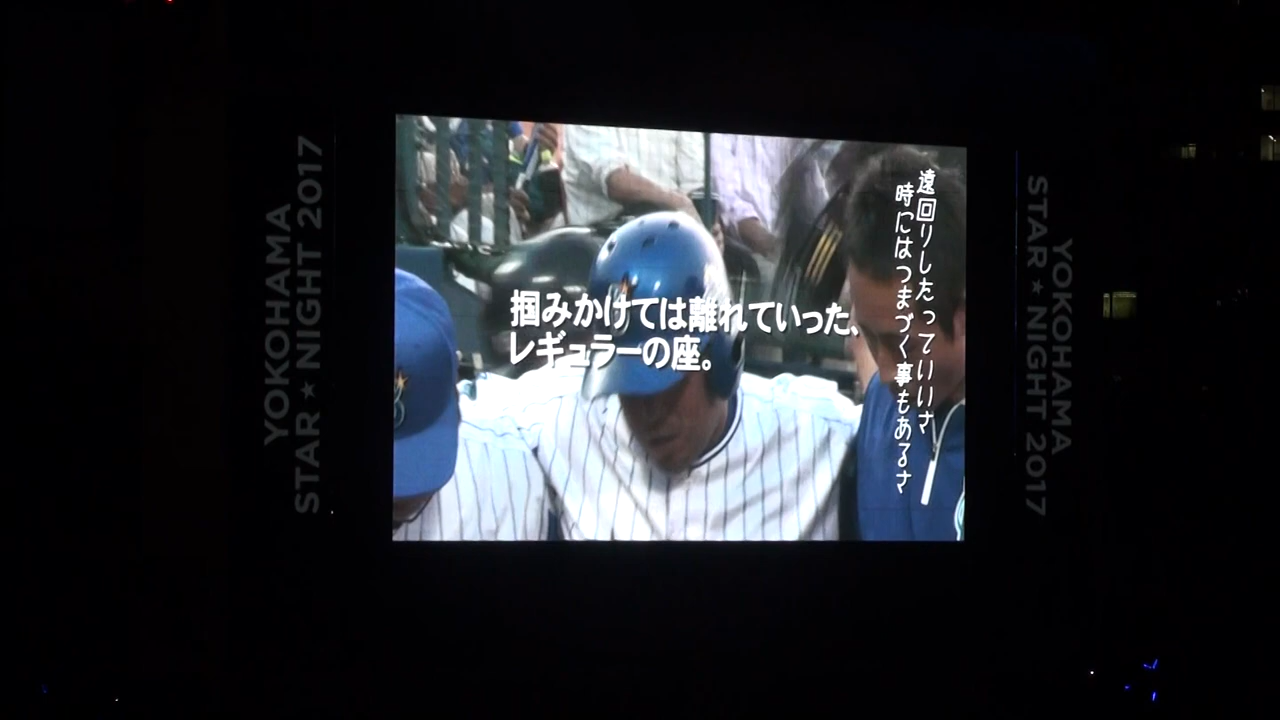 YOKOHAMA
STAR★NIGHT 2017
掴みかけては離れていった、
レギュラーの座。
遠回りしたっていいさ
時にはつまづく事もあるさ
YOKOHAMA
STAR★NIGHT 2017